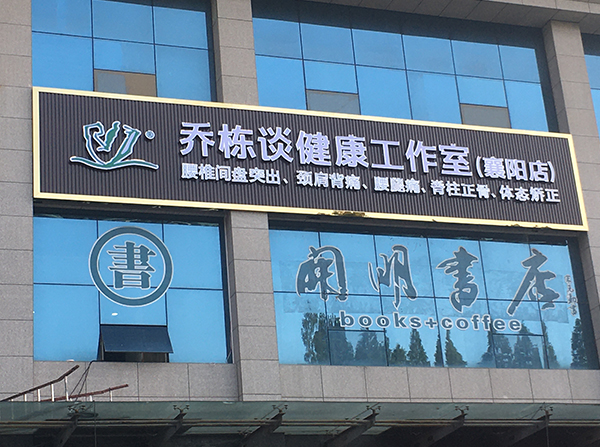 乔栋谈健康工作室(襄阳店)
®
腰椎间盘突出、颈肩背痛、腰腿痛、脊柱正骨、体态矫正
書
開明書店
books+coffee